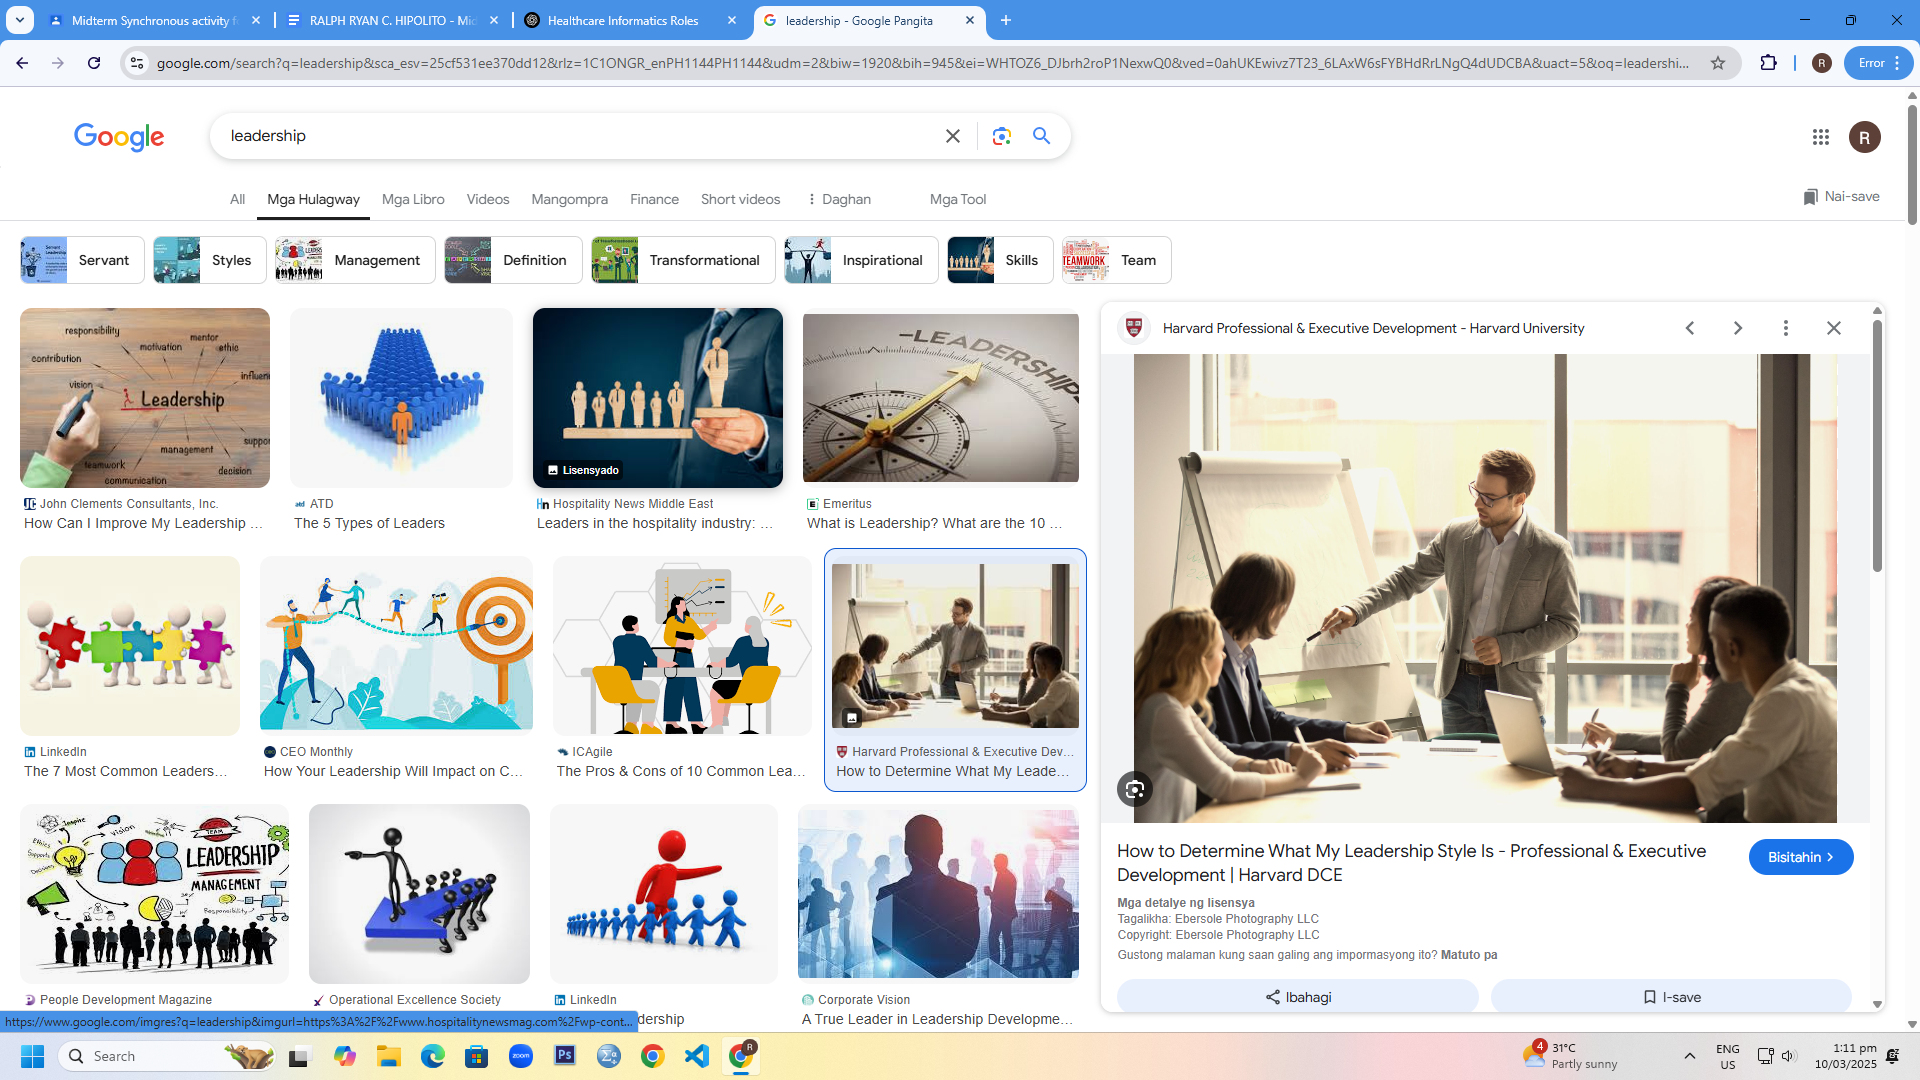 Midterm Synchronous activity f
RALPH RYAN C. HIPOLITO - Mid
Healthcare Informatics Roles
leadership - Google Pangita
google.com/search?q=leadership&sca_esv=25cf531ee370dd12&rlz=1C1ONGR_enPH1144PH1144&udm=2&biw=1920&bih=945&ei=WHTOZ6_DJbrh2roP1NexwQ0&ved=0ahUKEwivz7T23_6LAxW6sFYBHdRrLNgQ4dUDCBA&uact=5&oq=leadershi...
R
Error
Google
leadership
R
All
Mga Hulagway
Mga Libro
Videos
Mangompra
Finance
Short videos
Daghan
Mga Tool
Nai-save
Servant
Styles
Management
Definition
Transformational
Inspirational
Skills
TEAMWORK
Team
responsibility
mentor
motivation
ethic
contribution
vision
Leadership
management
teamwork
decision
communication
Lisensyado
–LEADERSHIP
John Clements Consultants, Inc.
How Can I Improve My Leadership ...
atd ATD
The 5 Types of Leaders
Hospitality News Middle East
Leaders in the hospitality industry: ...
Emeritus
What is Leadership? What are the 10 ...
Harvard Professional & Executive Development - Harvard University
LinkedIn
The 7 Most Common Leaders...
CEO Monthly
How Your Leadership Will Impact on C...
ICAgile
The Pros & Cons of 10 Common Lea...
Harvard Professional & Executive Dev...
How to Determine What My Leade...
Inspire
Vision
TEAM
Ethics
Supports
Decision
LEADERSHIP
MANAGEMENT
Responsibility
People Development Magazine
Operational Excellence Society
LinkedIn
dership
Corporate Vision
A True Leader in Leadership Developme...
How to Determine What My Leadership Style Is - Professional & Executive
Development | Harvard DCE
Bisitahin
Mga detalye ng lisensya
Tagalikha: Ebersole Photography LLC
Copyright: Ebersole Photography LLC
Gustong malaman kung saan galing ang impormasyong ito? Matuto pa
Ibahagi
I-save
https://www.google.com/imgres?q=leadership&imgurl=https%3A%2F%2Fwww.hospitalitynewsmag.com%2Fwp-cont...
Search
zoom
Ps
R
4
31°C
Partly sunny
ENG
US
1:11 pm
10/03/2025